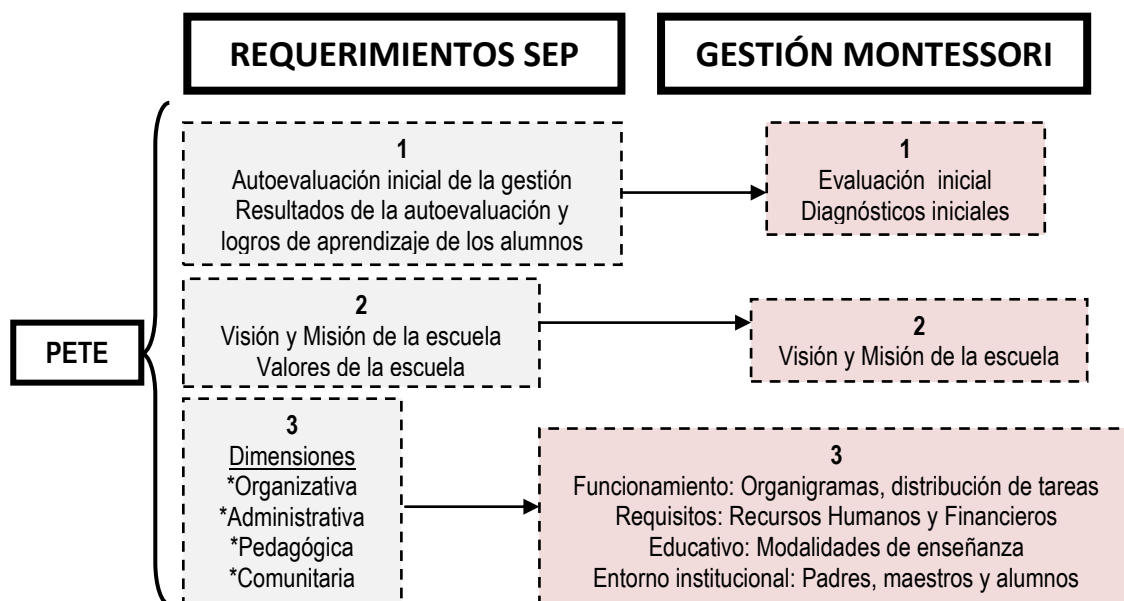 REQUERIMIENTOS SEP
GESTIÓN MONTESSORI
PETE
1
Autoevaluación inicial de la gestión
Resultados de la autoevaluación y
logros de aprendizaje de los alumnos
1
Evaluación inicial
Diagnósticos iniciales
2
Visión y Misión de la escuela
Valores de la escuela
2
Visión y Misión de la escuela
3
Dimensiones
*Organizativa
*Administrativa
*Pedagógica
*Comunitaria
3
Funcionamiento: Organigramas, distribución de tareas
Requisitos: Recursos Humanos y Financieros
Educativo: Modalidades de enseñanza
Entorno institucional: Padres, maestros y alumnos